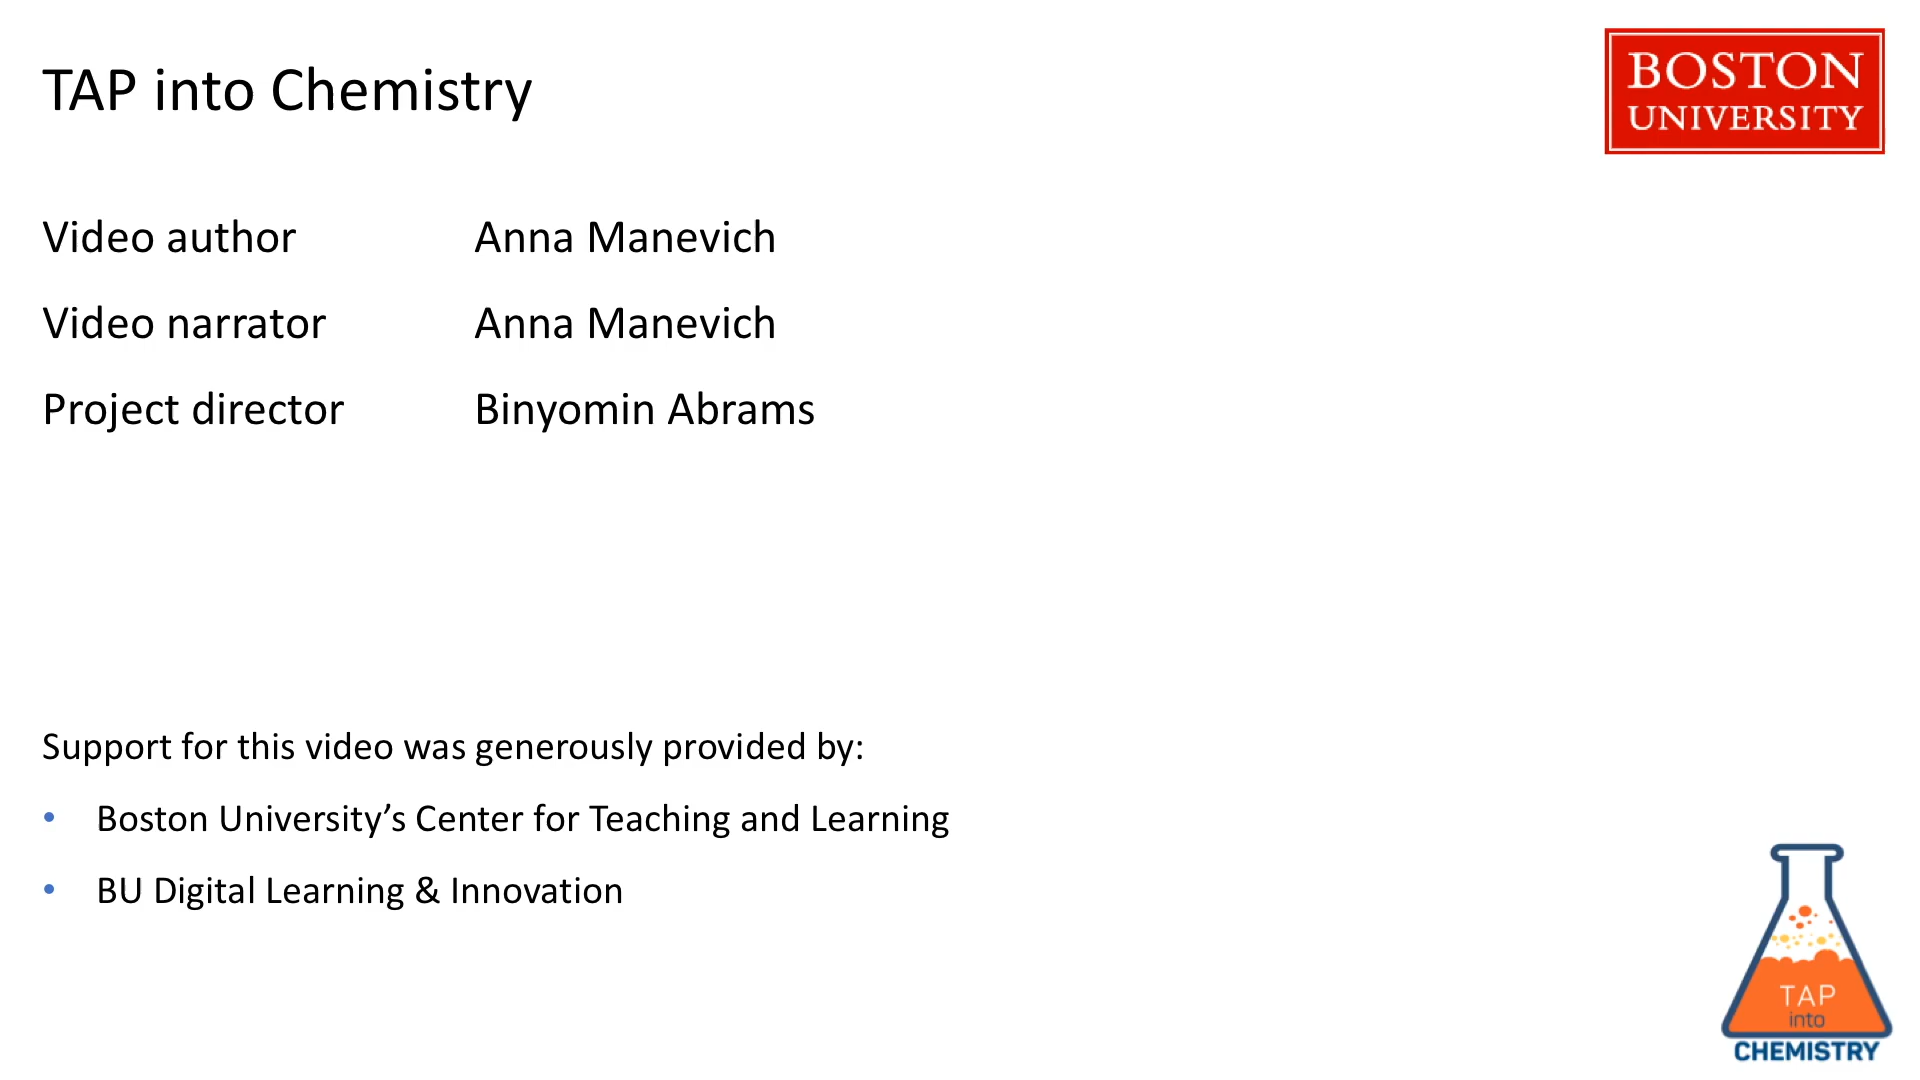 TAP into Chemistry
BOSTON
UNIVERSITY
Video author Anna Manevich
Video narrator Anna Manevich
Project director Binyomin Abrams
Support for this video was generously provided by:
• Boston University’s Center for Teaching and Learning
• BU Digital Learning & Innovation
TAP
into
CHEMISTRY